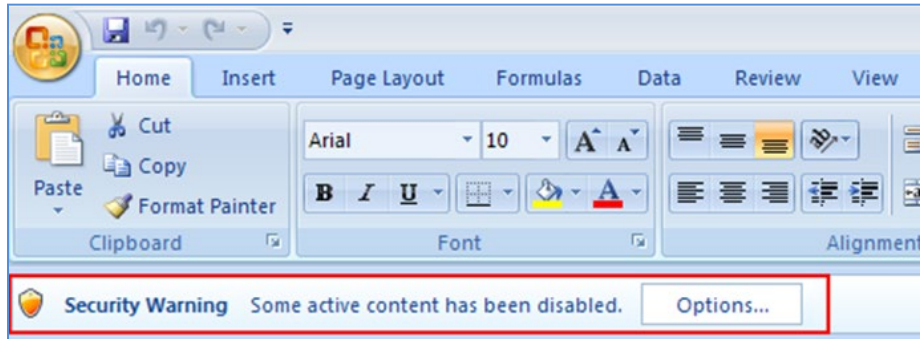 Home Insert Page Layout Formulas Data Review View
Cut
Arial 10 A A
Copy
Paste
Format Painter
B I U A
Clipboard Font Alignment
Security Warning Some active content has been disabled. Options...